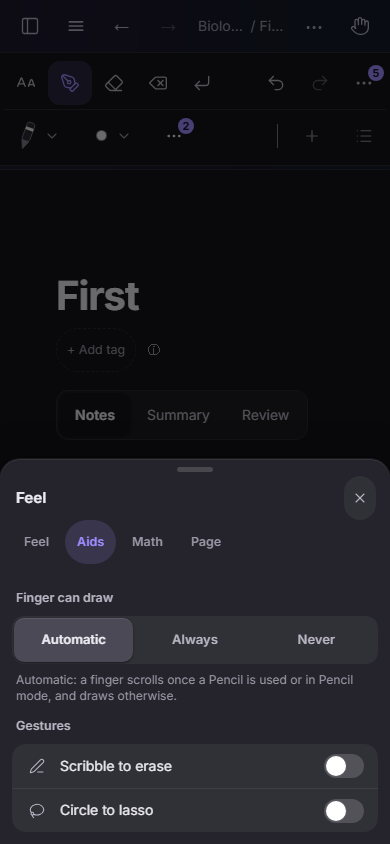 Biolo... / Fi...
AA
5
2
First
+ Add tag
Notes Summary Review
Feel
Feel Aids Math Page
Finger can draw
Automatic Always Never
Automatic: a finger scrolls once a Pencil is used or in Pencil
mode, and draws otherwise.
Gestures
Scribble to erase
Circle to lasso